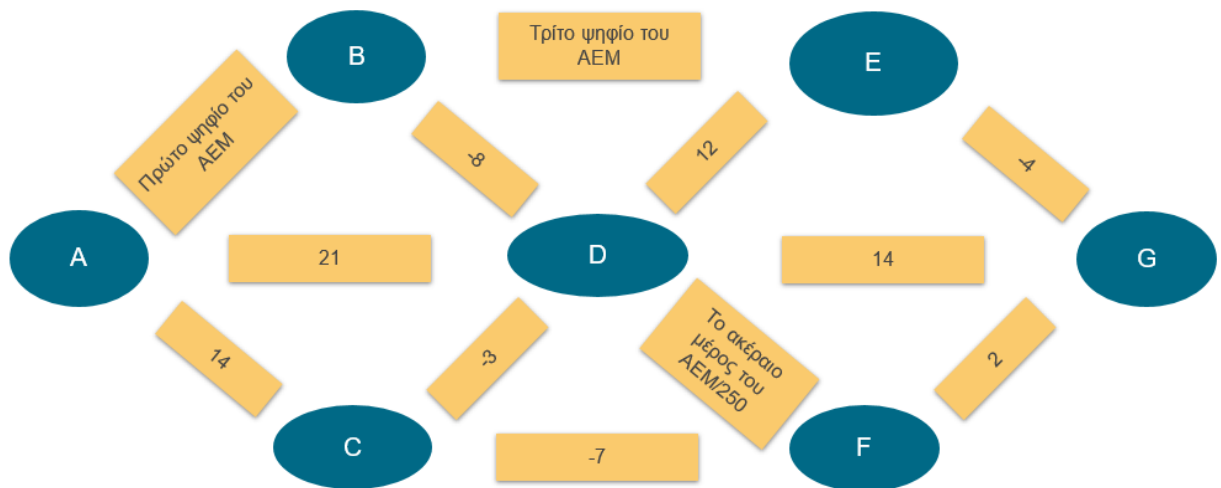 B
Τρίτο ψηφίο του
ΑΕΜ
E
Πρώτο ψηφίο του
ΑΕΜ
-8
12
-4
A
21
D
14
G
14
-3
Το ακέραιο
μέρος του
ΑΕΜ/250
2
C
-7
F